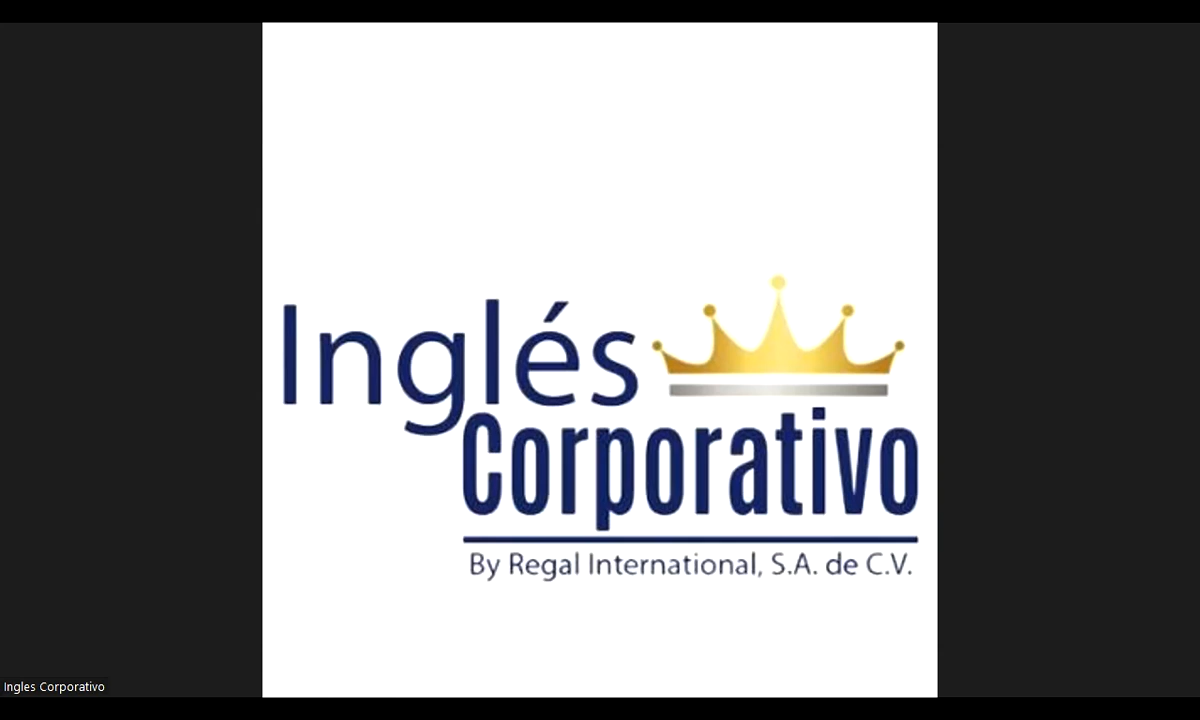 Inglés
Corporativo
By Regal International, S.A. de C.V.
Ingles Corporativo